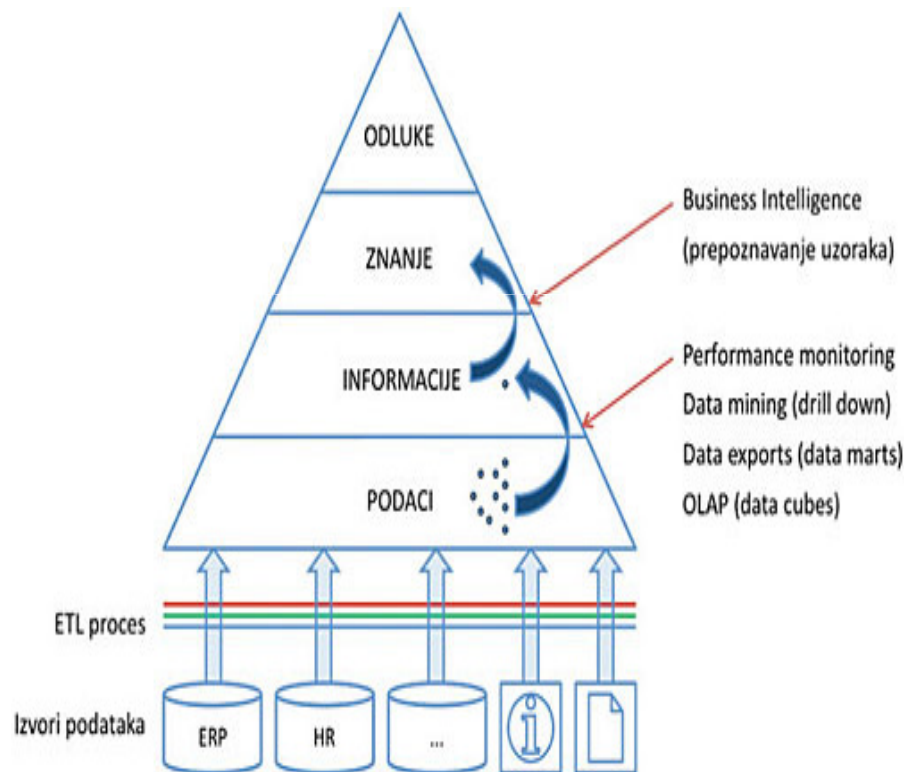 ODLUKE
ZNANJE
INFORMACIJE
PODACI
Business Intelligence
(prepoznavanje uzoraka)
Performance monitoring
Data mining (drill down)
Data exports (data marts)
OLAP (data cubes)
ETL proces
Izvori podataka
ERP
HR
...
i